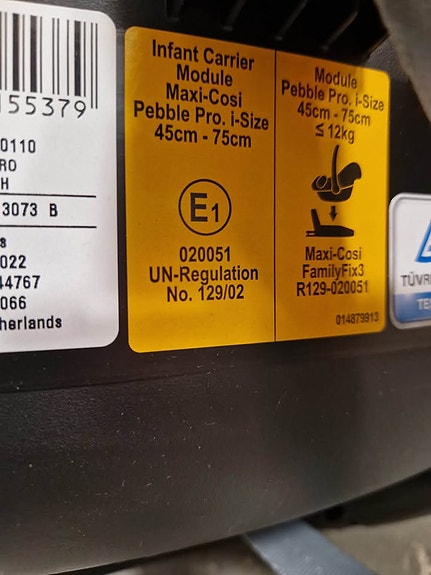 55379
0110
RO
H
3073 B
s
022
44767
066
therlands
Infant Carrier
Module
Maxi-Cosi
Pebble Pro. i-Size
45cm - 75cm
E1
020051
UN-Regulation
No. 129/02
Module
Pebble Pro. i-Size
45cm - 75cm
≤ 12kg
Maxi-Cosi
FamilyFix3
R129-020051
014879913
TÜVR
TE